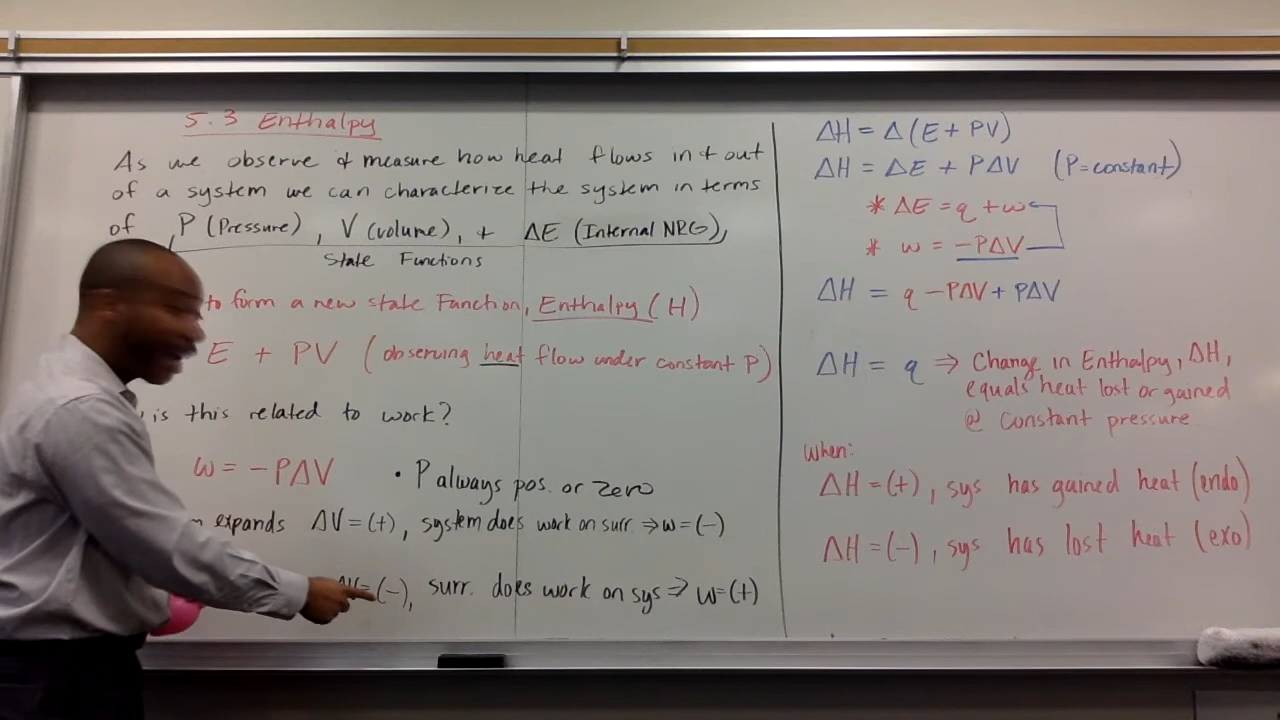 5.3 Enthalpy
As we observe & measure how heat flows in & out
of a system we can characterize the system in terms
of P (Pressure), V (volume), + ΔE (Internal NRG),
State Functions
to form a new state Function, Enthalpy (H)
E + PV (observing heat flow under constant P)
is this related to work?
w = -PΔV • P always pos. or zero
expands ΔV = (+), system does work on surr. ⇒ w = (-)
ΔV = (-), surr. does work on sys ⇒ w = (+)
ΔH = Δ(E + PV)
ΔH = ΔE + PΔV (P = constant)
* ΔE = q + w
* w = -PΔV
ΔH = q - PΔV + PΔV
ΔH = q ⇒ Change in Enthalpy, ΔH,
equals heat lost or gained
@ constant pressure
when:
ΔH = (+), sys has gained heat (endo)
ΔH = (-), sys has lost heat (exo)